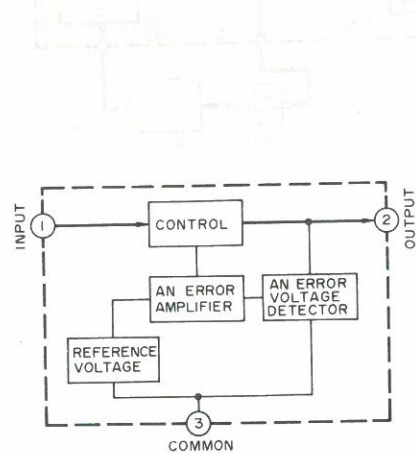 INPUT
1
CONTROL
2
OUTPUT
AN ERROR
AMPLIFIER
AN ERROR
VOLTAGE
DETECTOR
REFERENCE
VOLTAGE
3
COMMON